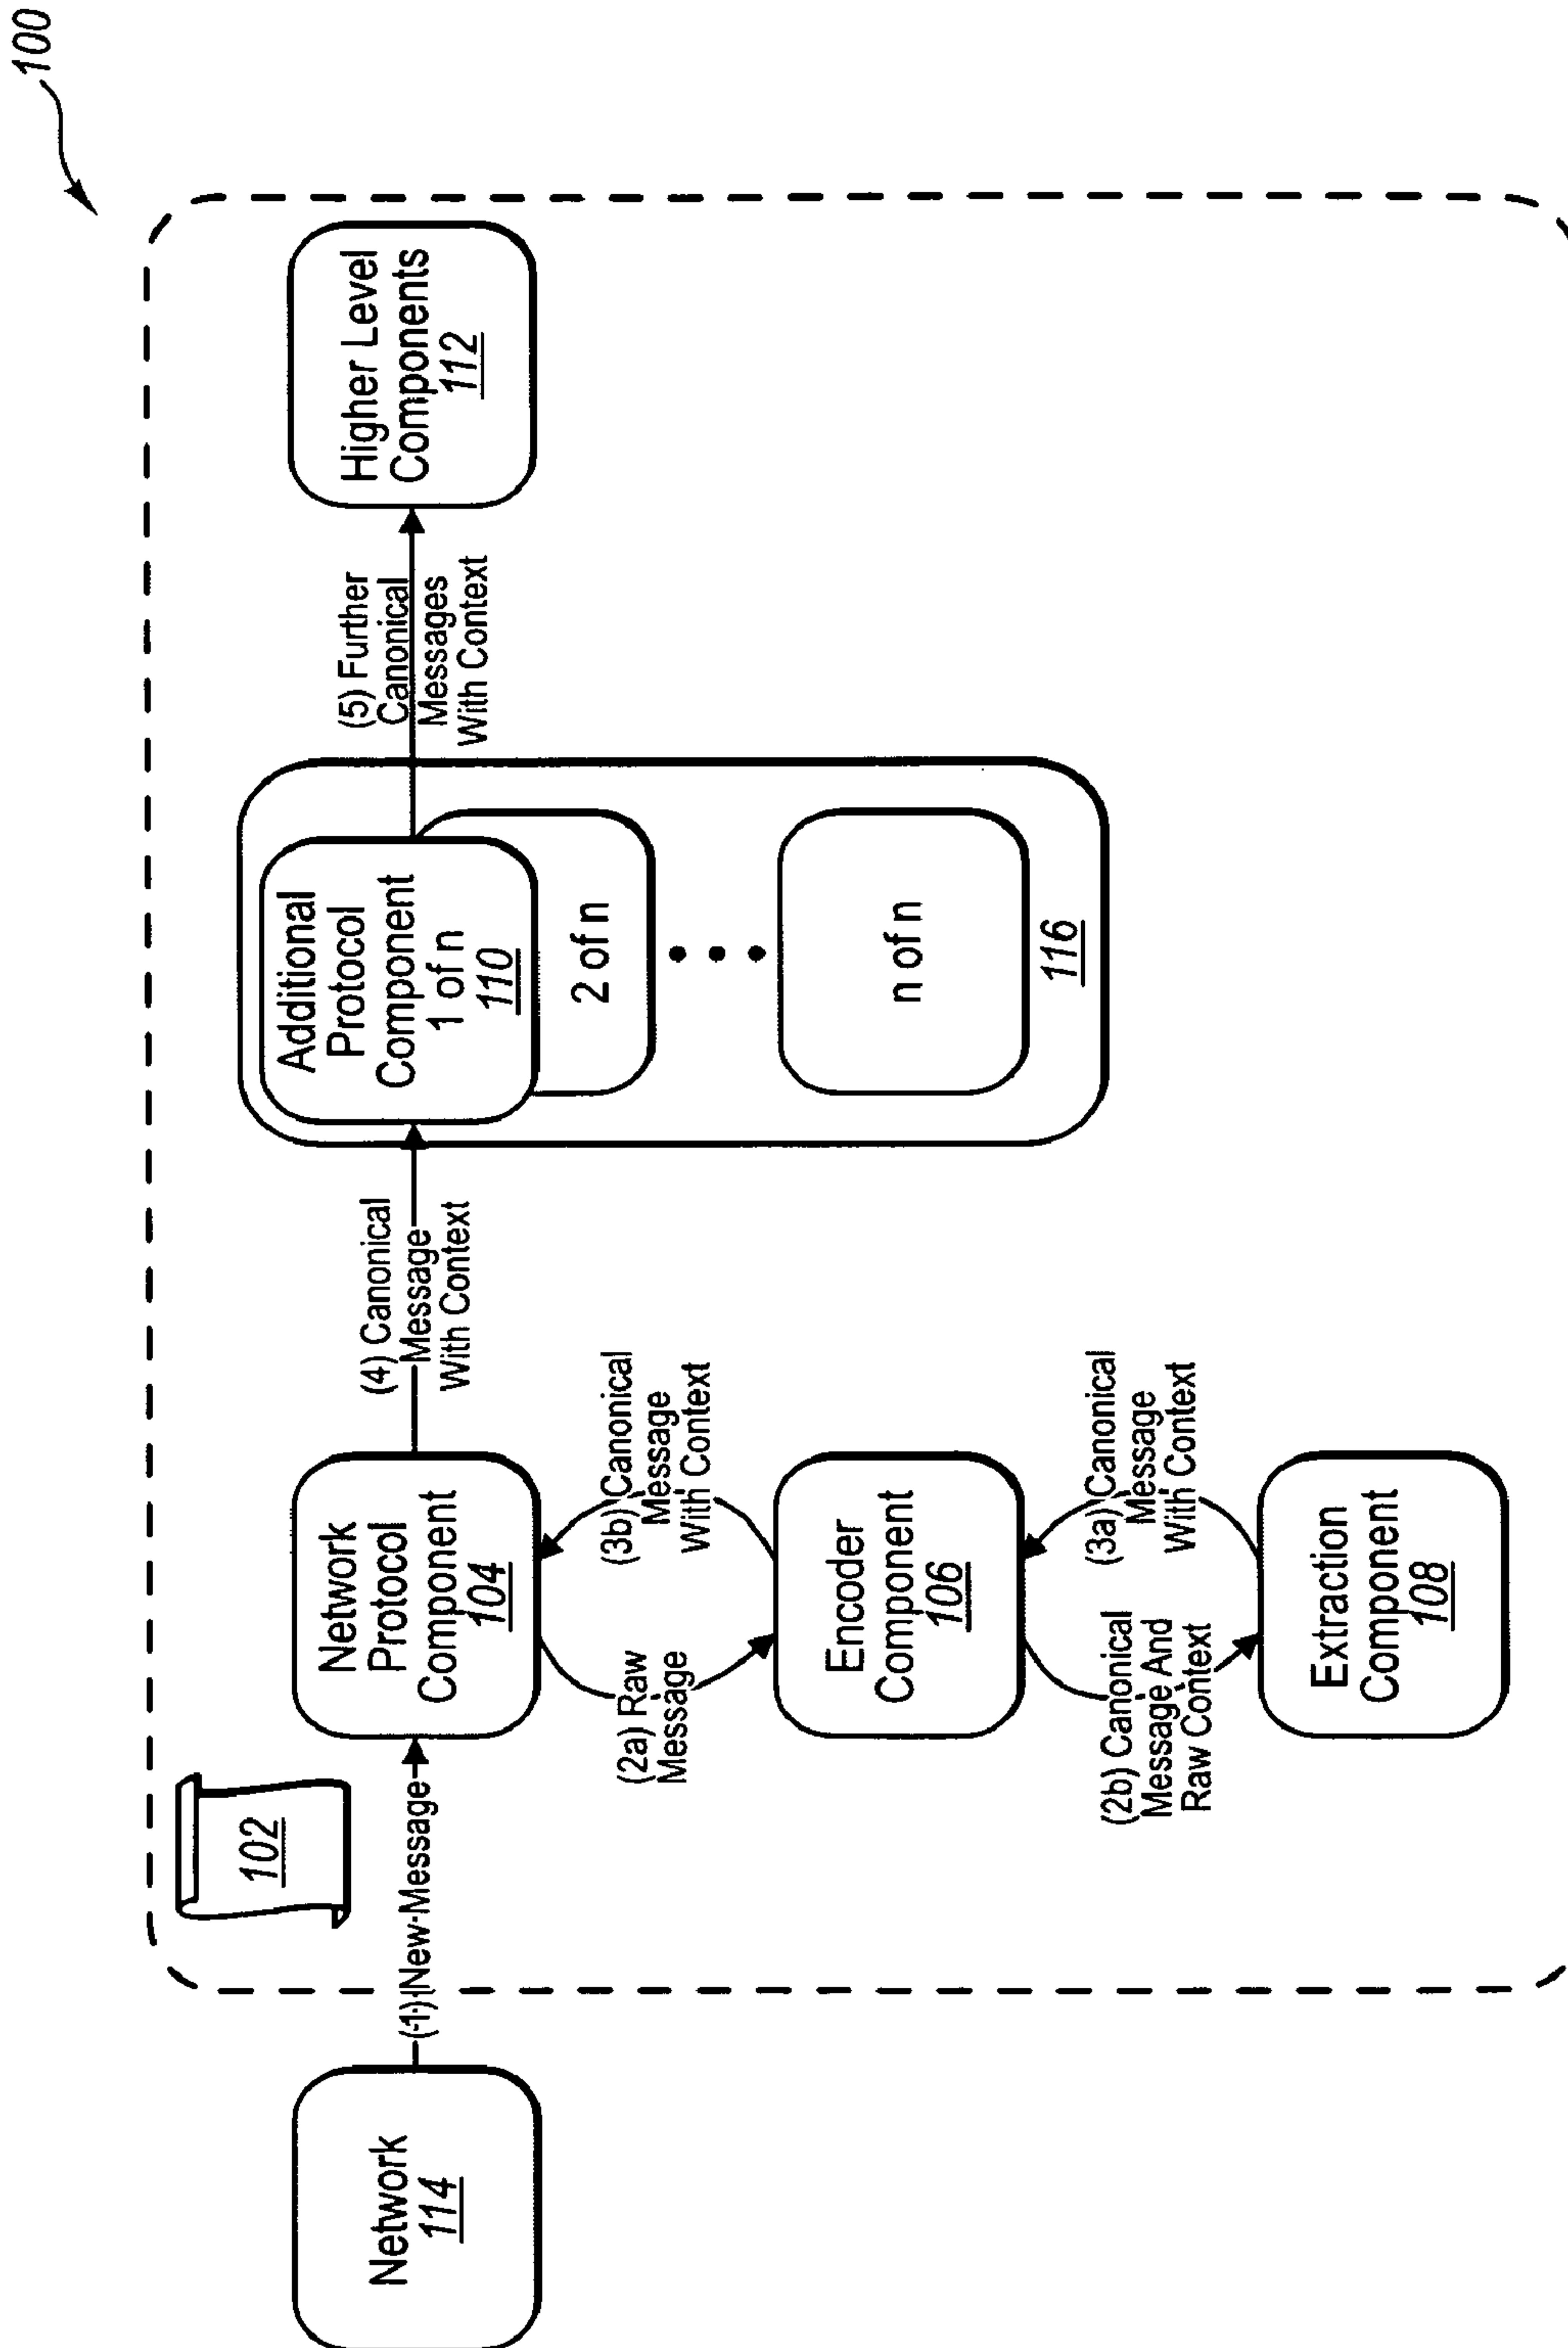 100
Network
114
(1) New Message
102
Network
Protocol
Component
104
(2a) Raw
Message
(3b) Canonical
Message
With Context
Encoder
Component
106
(2b) Canonical
Message And
Raw Context
(3a) Canonical
Message
With Context
Extraction
Component
108
(4) Canonical
Message
With Context
Additional
Protocol
Component
1 of n
110
2 of n
n of n
116
(5) Further
Canonical
Messages
With Context
Higher Level
Components
112